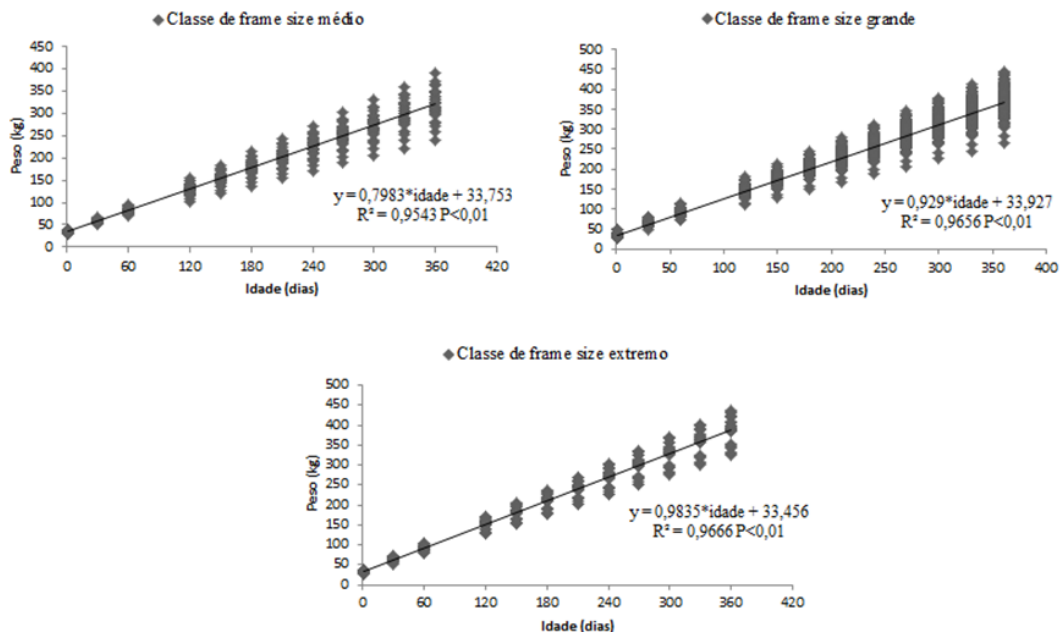 Classe de frame size médio
450
400
350
300
250
200
150
100
50
0
Peso (kg)
y = 0,7983*idade + 33,753
R² = 0,9543 P<0,01
0 60 120 180 240 300 360 420
Idade (dias)
Classe de frame size grande
500
450
400
350
300
250
200
150
100
50
0
Peso (kg)
y = 0,929*idade + 33,927
R² = 0,9656 P<0,01
0 50 100 150 200 250 300 350 400
Idade (dias)
Classe de frame size extremo
500
450
400
350
300
250
200
150
100
50
0
Peso (kg)
y = 0,9835*idade + 33,456
R² = 0,9666 P<0,01
0 60 120 180 240 300 360 420
Idade (dias)